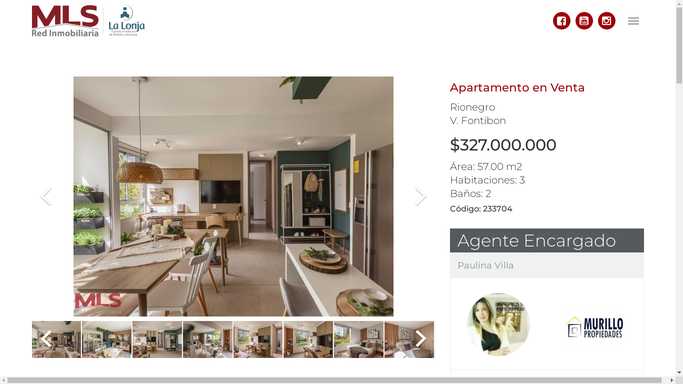 MLS
Red Inmobiliaria
La Lonja
Apartamento en Venta
Rionegro
V. Fontibon
$327.000.000
Área: 57.00 m2
Habitaciones: 3
Baños: 2
Código: 233704
Agente Encargado
Paulina Villa
MLS
MURILLO
PROPIEDADES